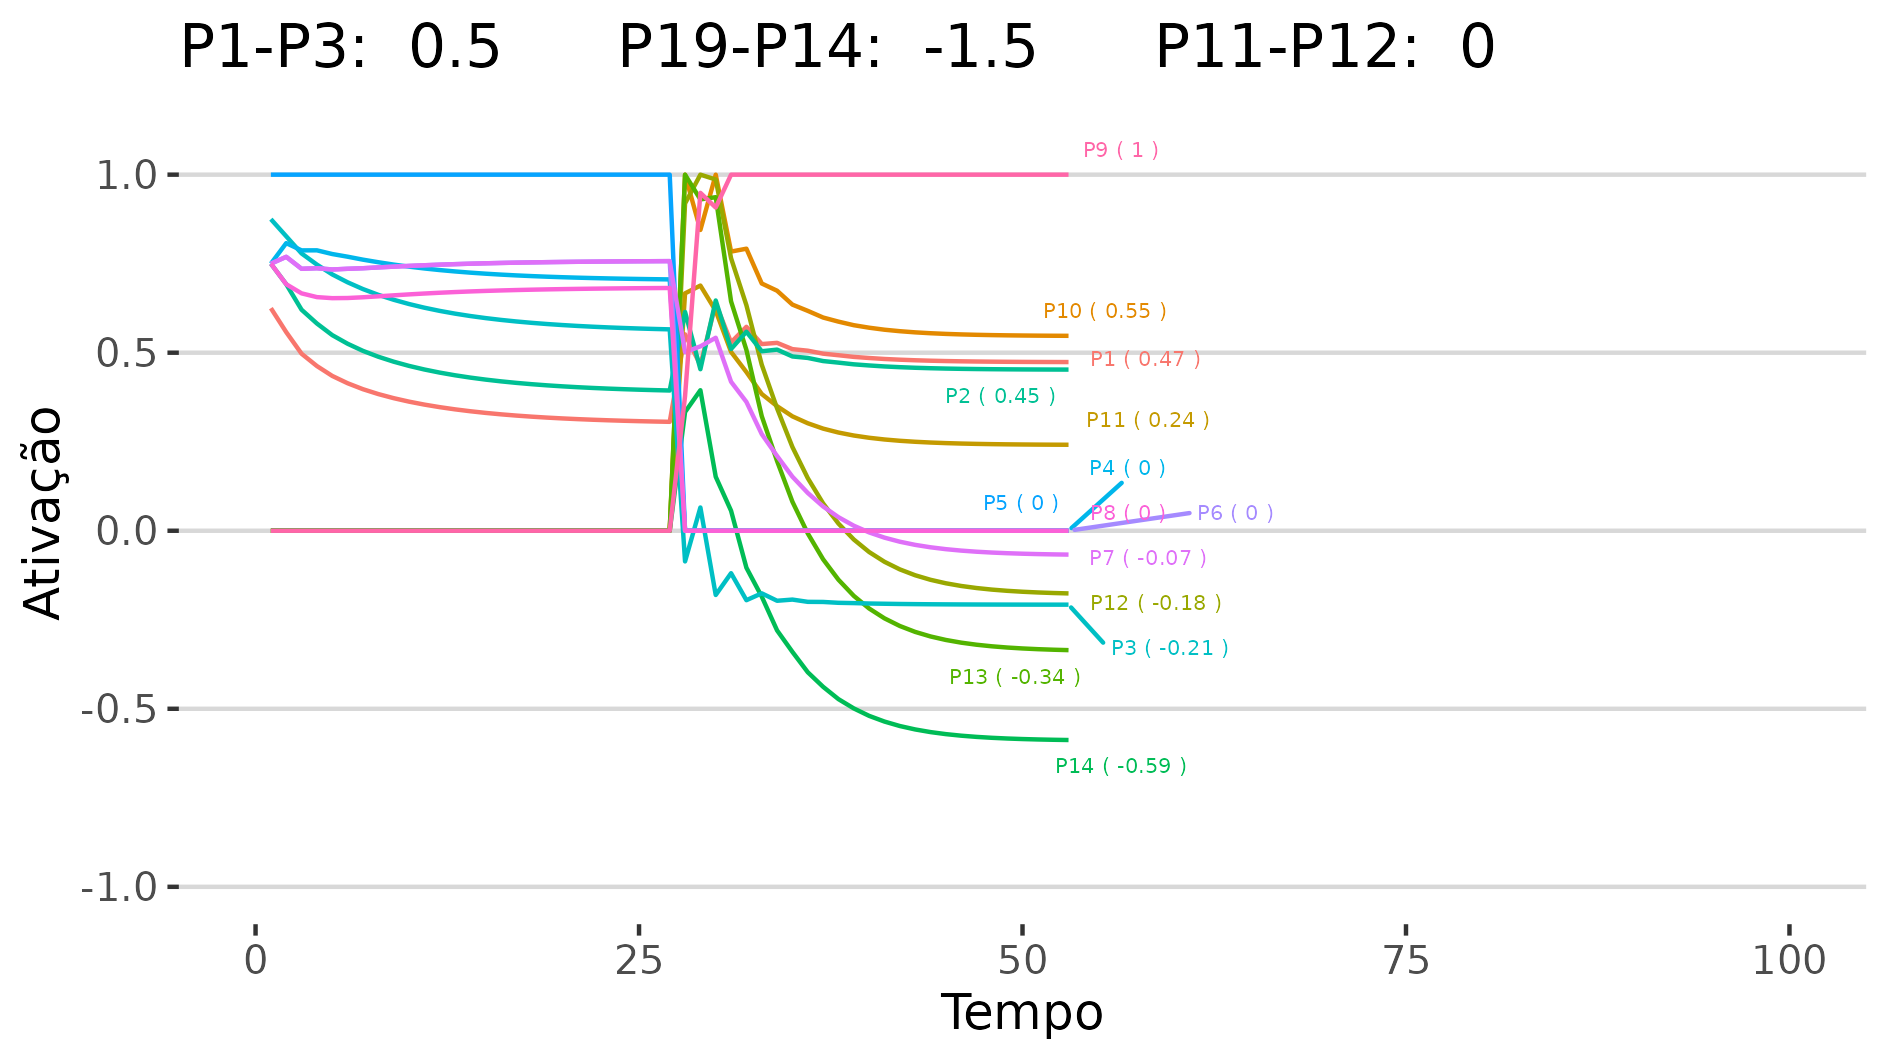 P1-P3: 0.5 P19-P14: -1.5 P11-P12: 0
P9 ( 1 )
1.0
P10 ( 0.55 )
0.5
P1 ( 0.47 )
P2 ( 0.45 )
P11 ( 0.24 )
P4 ( 0 )
P5 ( 0 )
P8 ( 0 )
P6 ( 0 )
0.0
P7 ( -0.07 )
P12 ( -0.18 )
P3 ( -0.21 )
P13 ( -0.34 )
-0.5
P14 ( -0.59 )
-1.0
Ativação
0 25 50 75 100
Tempo